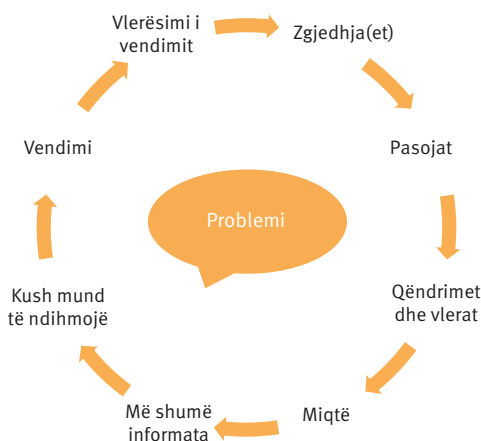 Vlerësimi i
vendimit
Zgjedhja(et)
Pasojat
Qëndrimet
dhe vlerat
Miqtë
Më shumë
informata
Kush mund
të ndihmojë
Vendimi
Problemi